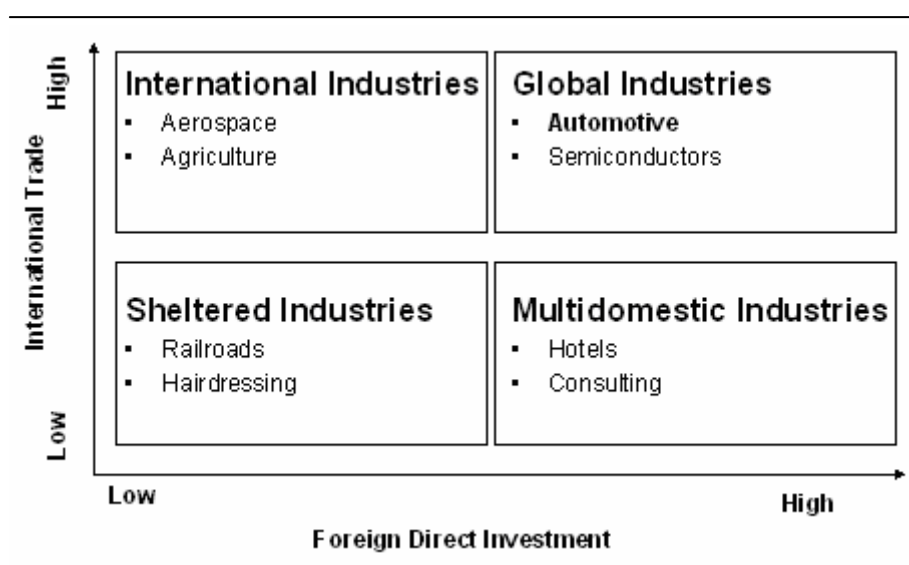 High
International Trade
Low
International Industries
▪ Aerospace
▪ Agriculture
Global Industries
▪ Automotive
▪ Semiconductors
Sheltered Industries
▪ Railroads
▪ Hairdressing
Multidomestic Industries
▪ Hotels
▪ Consulting
Low
High
Foreign Direct Investment